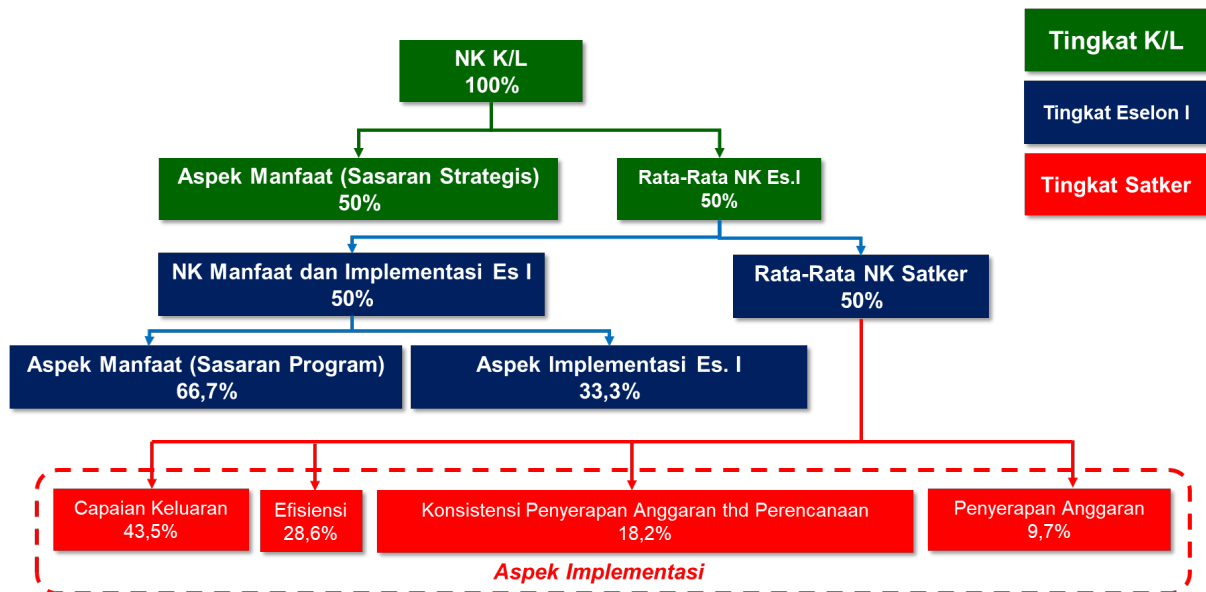 NK K/L
100%
Tingkat K/L
Tingkat Eselon I
Tingkat Satker
Aspek Manfaat (Sasaran Strategis)
50%
Rata-Rata NK Es.I
50%
NK Manfaat dan Implementasi Es I
50%
Rata-Rata NK Satker
50%
Aspek Manfaat (Sasaran Program)
66,7%
Aspek Implementasi Es. I
33,3%
Capaian Keluaran
43,5%
Efisiensi
28,6%
Konsistensi Penyerapan Anggaran thd Perencanaan
18,2%
Penyerapan Anggaran
9,7%
Aspek Implementasi